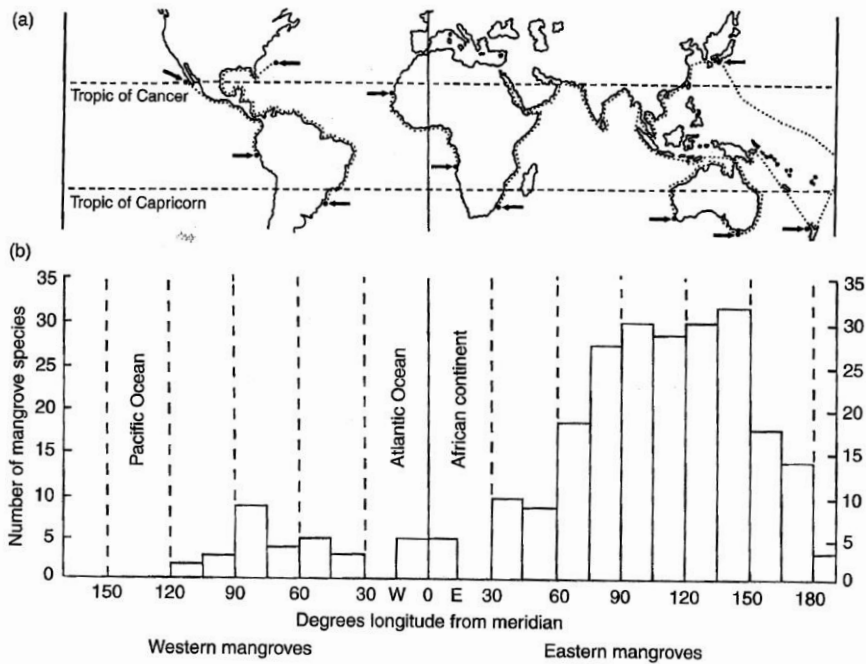 (a)
Tropic of Cancer
Tropic of Capricorn
(b)
35
30
25
20
15
10
5
0
Number of mangrove species
Pacific Ocean
Atlantic Ocean
African continent
35
30
25
20
15
10
5
0
150 120 90 60 30 W 0 E 30 60 90 120 150 180
Degrees longitude from meridian
Western mangroves Eastern mangroves